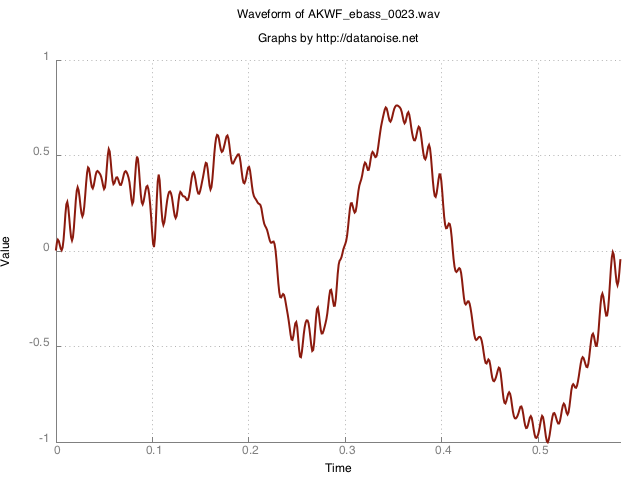 Waveform of AKWF_ebass_0023.wav
Graphs by http://datanoise.net
1
0.5
0
-0.5
-1
Value
0 0.1 0.2 0.3 0.4 0.5
Time